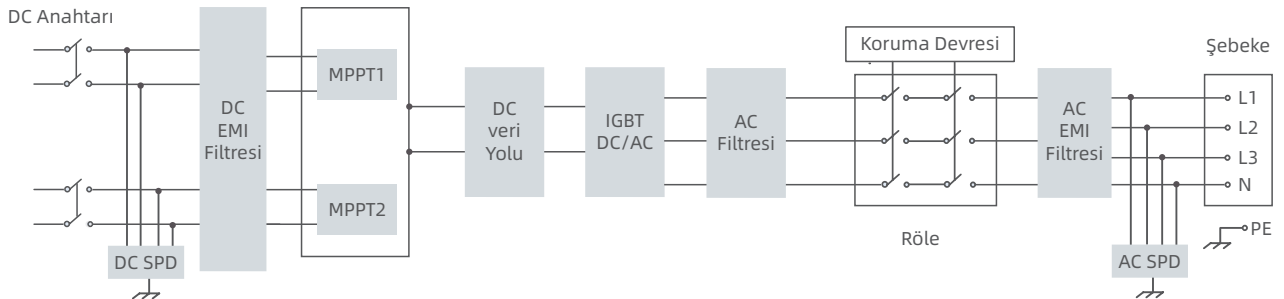 DC Anahtarı
DC SPD
DC
EMI
Filtresi
MPPT1
MPPT2
DC
veri
Yolu
IGBT
DC/AC
AC
Filtresi
Koruma Devresi
Röle
AC
EMI
Filtresi
AC SPD
Şebeke
L1
L2
L3
N
PE